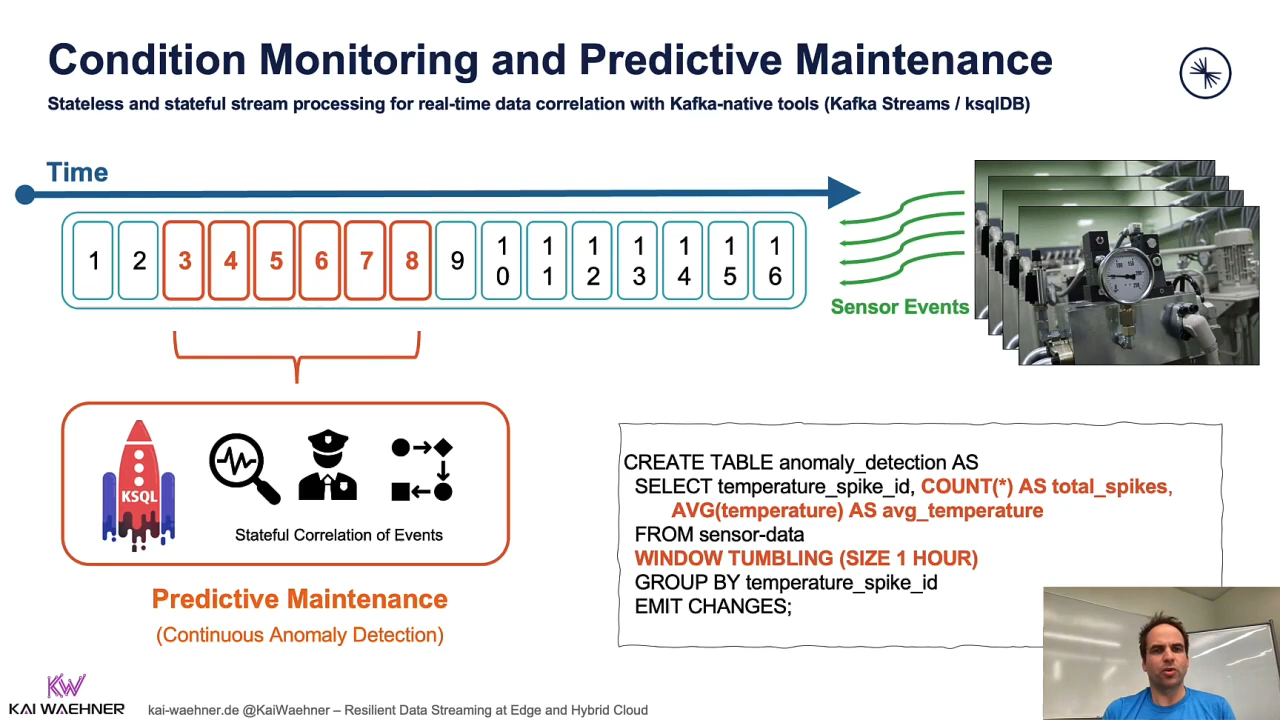 Condition Monitoring and Predictive Maintenance
Stateless and stateful stream processing for real-time data correlation with Kafka-native tools (Kafka Streams / ksqlDB)
Time
1 2 3 4 5 6 7 8 9 10 11 12 13 14 15 16
Sensor Events
KSQL
Stateful Correlation of Events
Predictive Maintenance
(Continuous Anomaly Detection)
CREATE TABLE anomaly_detection AS
SELECT temperature_spike_id, COUNT(*) AS total_spikes,
AVG(temperature) AS avg_temperature
FROM sensor-data
WINDOW TUMBLING (SIZE 1 HOUR)
GROUP BY temperature_spike_id
EMIT CHANGES;
KW
KAI WAEHNER
kai-waehner.de @KaiWaehner – Resilient Data Streaming at Edge and Hybrid Cloud